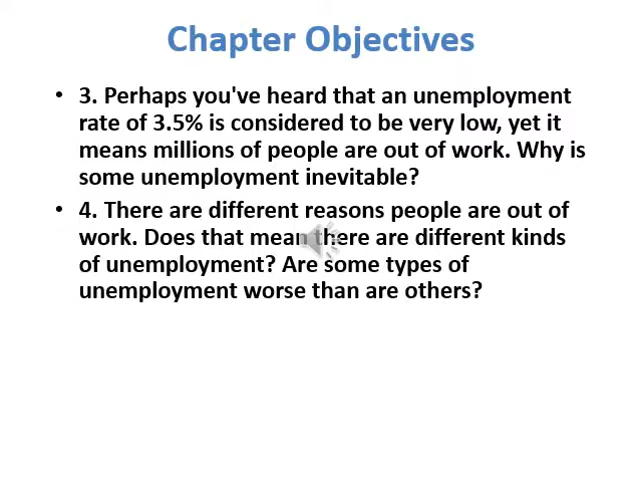 Chapter Objectives
• 3. Perhaps you've heard that an unemployment
rate of 3.5% is considered to be very low, yet it
means millions of people are out of work. Why is
some unemployment inevitable?
• 4. There are different reasons people are out of
work. Does that mean there are different kinds
of unemployment? Are some types of
unemployment worse than are others?